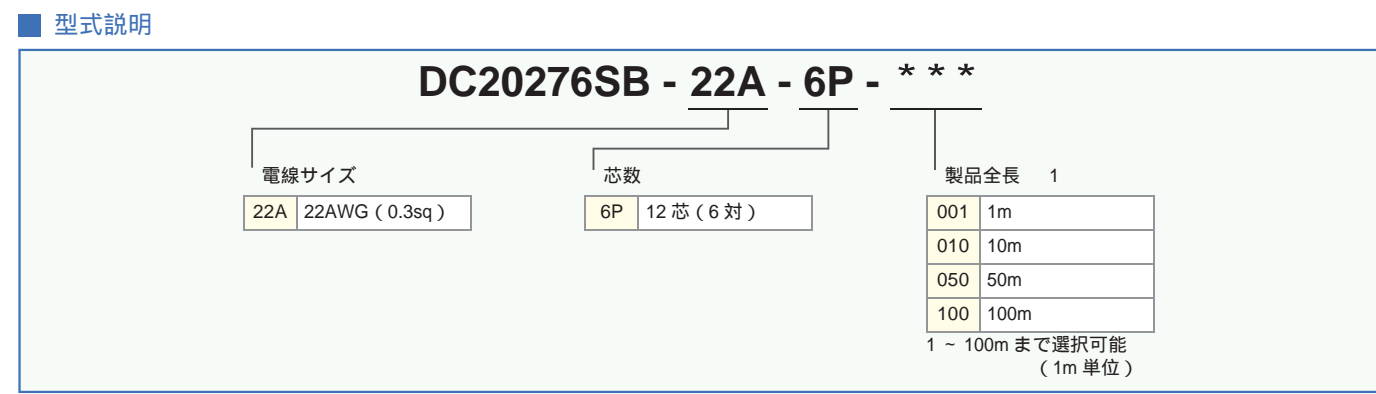 型式説明
DC20276SB - 22A - 6P - ***
電線サイズ
22A 22AWG（0.3sq）
芯数
6P 12芯（6対）
製品全長 1
001 1m
010 10m
050 50m
100 100m
1 ~ 100m まで選択可能
（1m 単位）